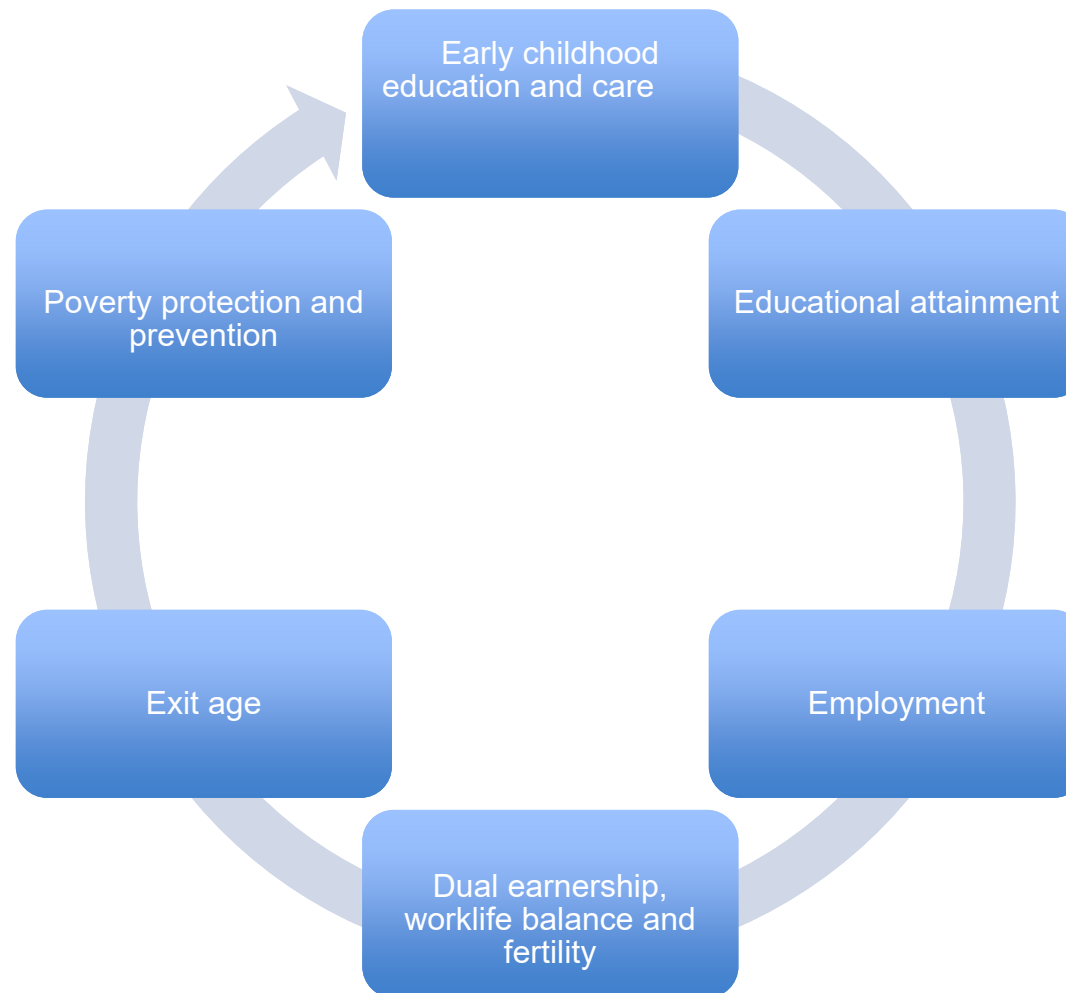 Early childhood
education and care
Educational attainment
Employment
Dual earnership,
worklife balance and
fertility
Exit age
Poverty protection and
prevention